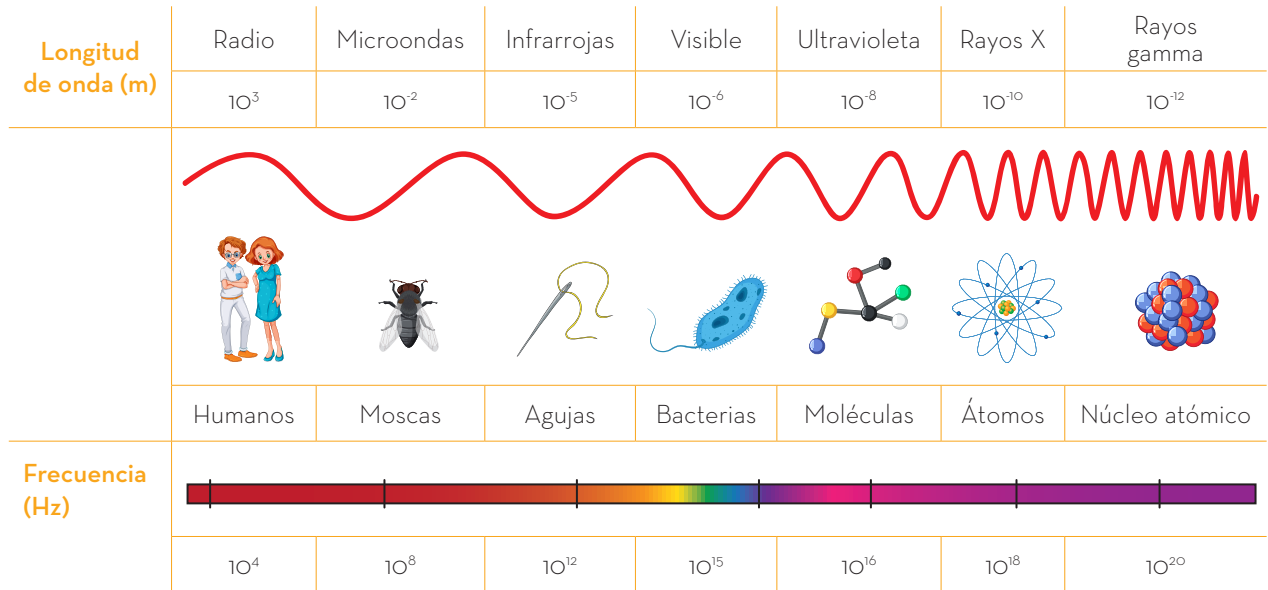 Longitud
de onda (m)
Radio
Microondas
Infrarrojas
Visible
Ultravioleta
Rayos X
Rayos
gamma
10³
10⁻²
10⁻⁵
10⁻⁶
10⁻⁸
10⁻¹⁰
10⁻¹²
Humanos
Moscas
Agujas
Bacterias
Moléculas
Átomos
Núcleo atómico
Frecuencia
(Hz)
10⁴
10⁸
10¹²
10¹⁵
10¹⁶
10¹⁸
10²⁰